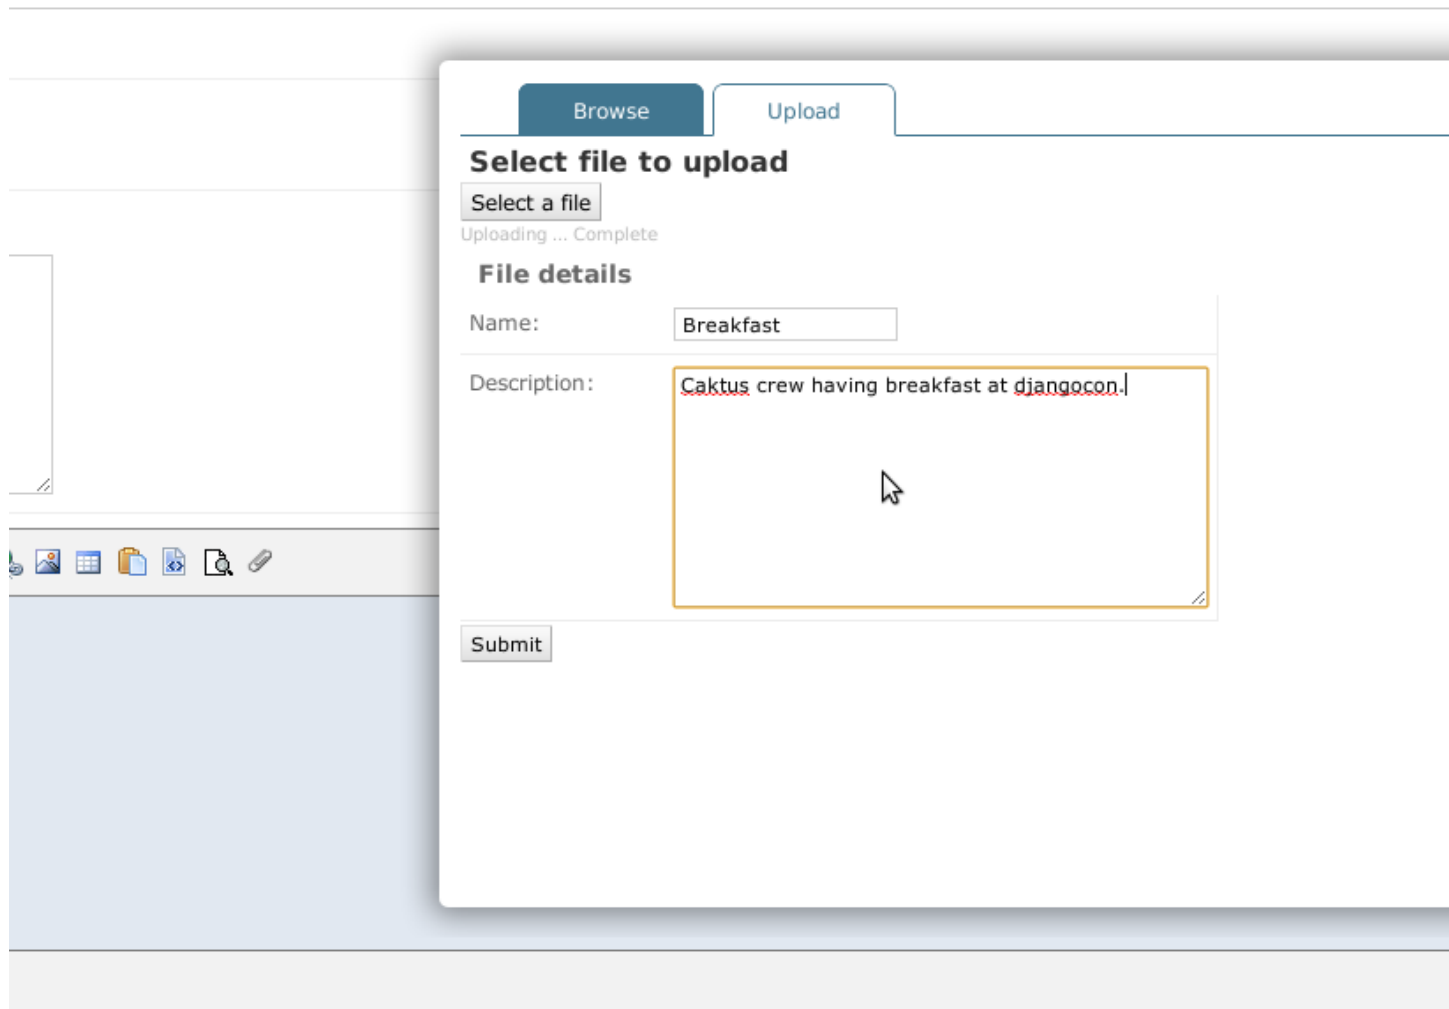 Browse
Upload
Select file to upload
Select a file
Uploading ... Complete
File details
Name:
Breakfast
Description:
Caktus crew having breakfast at djangocon.
Submit